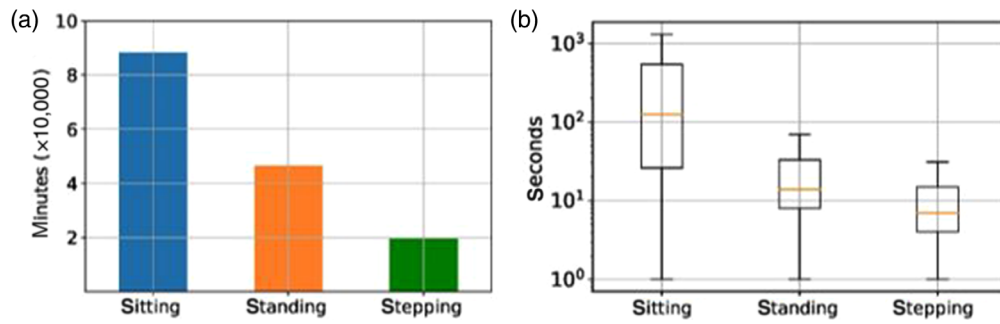 (a)
Minutes (×10,000)
10
8
6
4
2
Sitting Standing Stepping
(b)
Seconds
10³
10²
10¹
10⁰
Sitting Standing Stepping